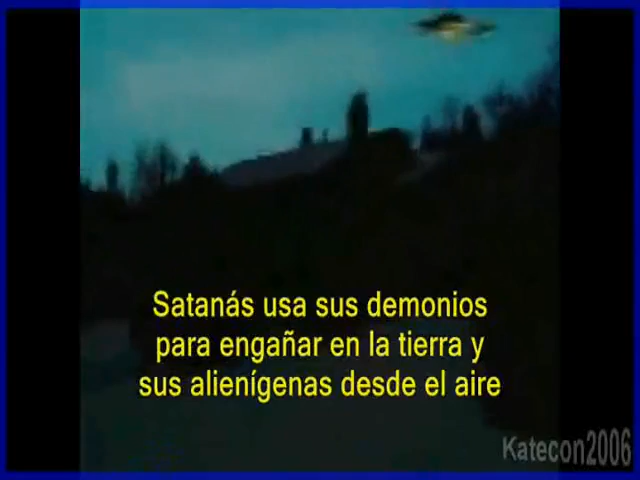 Satanás usa sus demonios
para engañar en la tierra y
sus alienígenas desde el aire
Katecon2006